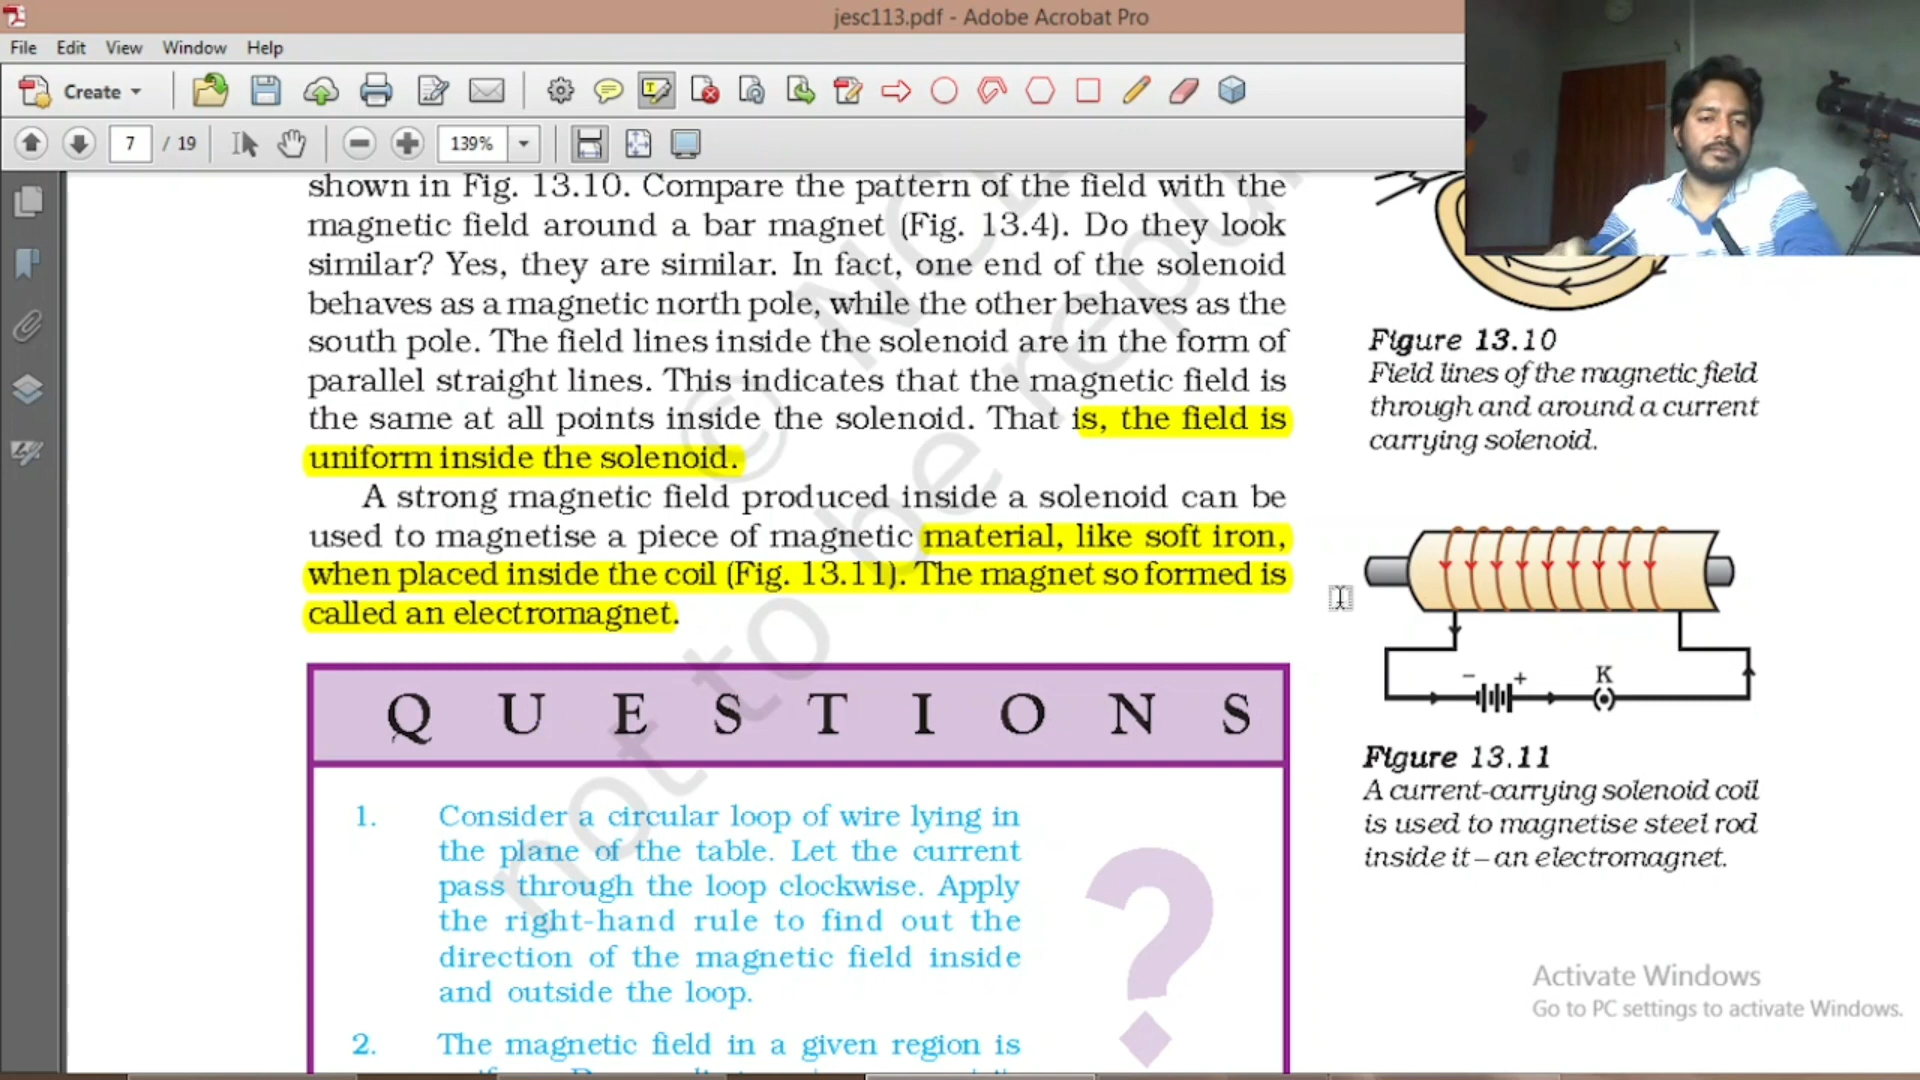 jesc113.pdf - Adobe Acrobat Pro
File Edit View Window Help
Create
7 / 19 139%
shown in Fig. 13.10. Compare the pattern of the field with the
magnetic field around a bar magnet (Fig. 13.4). Do they look
similar? Yes, they are similar. In fact, one end of the solenoid
behaves as a magnetic north pole, while the other behaves as the
south pole. The field lines inside the solenoid are in the form of
parallel straight lines. This indicates that the magnetic field is
the same at all points inside the solenoid. That is, the field is
uniform inside the solenoid.
A strong magnetic field produced inside a solenoid can be
used to magnetise a piece of magnetic material, like soft iron,
when placed inside the coil (Fig. 13.11). The magnet so formed is
called an electromagnet.
Q U E S T I O N S
1. Consider a circular loop of wire lying in
the plane of the table. Let the current
pass through the loop clockwise. Apply
the right-hand rule to find out the
direction of the magnetic field inside
and outside the loop.
2. The magnetic field in a given region is
?
Figure 13.10
Field lines of the magnetic field
through and around a current
carrying solenoid.
- + K
Figure 13.11
A current-carrying solenoid coil
is used to magnetise steel rod
inside it – an electromagnet.
not to be
Activate Windows
Go to PC settings to activate Windows.